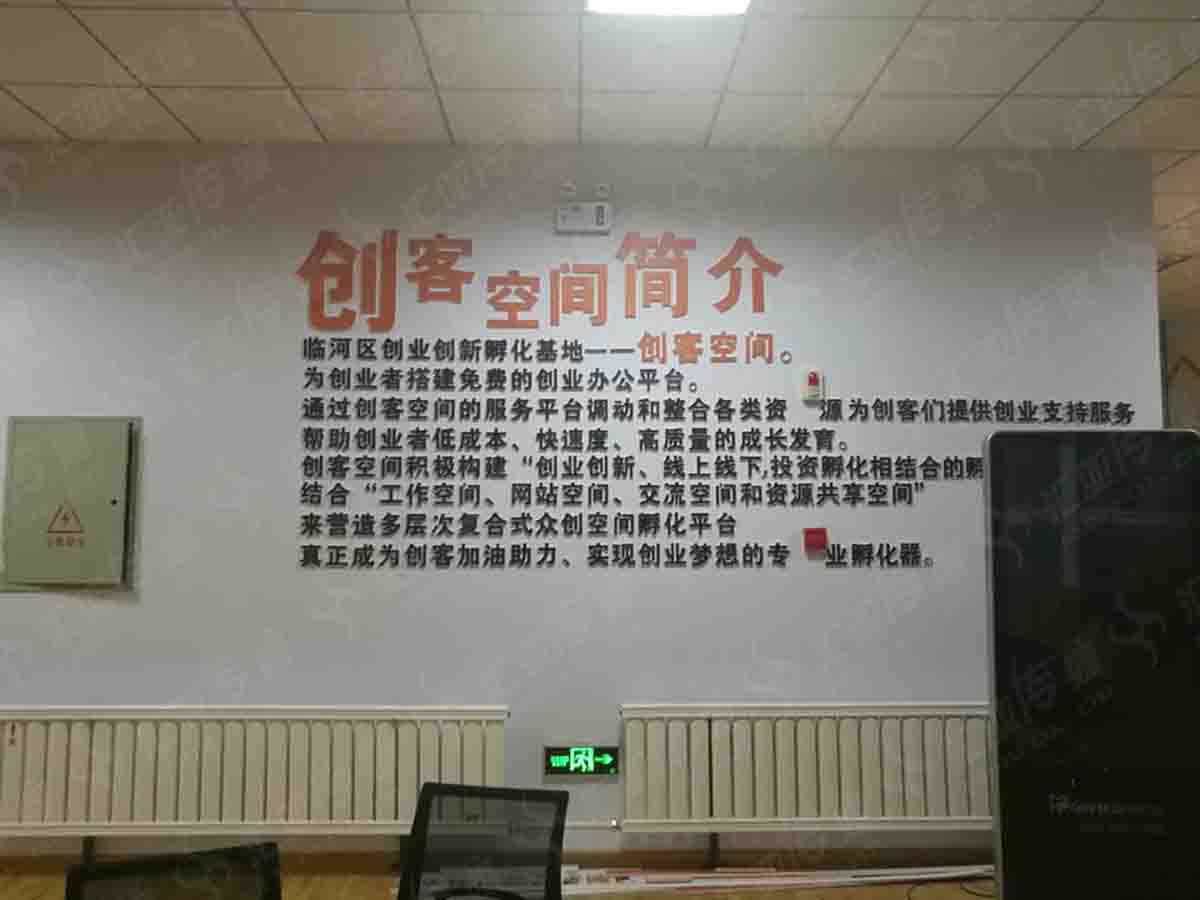 创客空间简介
临河区创业创新孵化基地——创客空间。
为创业者搭建免费的创业办公平台。
通过创客空间的服务平台调动和整合各类资源为创客们提供创业支持服务
帮助创业者低成本、快速度、高质量的成长发育。
创客空间积极构建“创业创新、线上线下,投资孵化相结合的孵
结合“工作空间、网站空间、交流空间和资源共享空间”
来营造多层次复合式众创空间孵化平台
真正成为创客加油助力、实现创业梦想的专业孵化器。